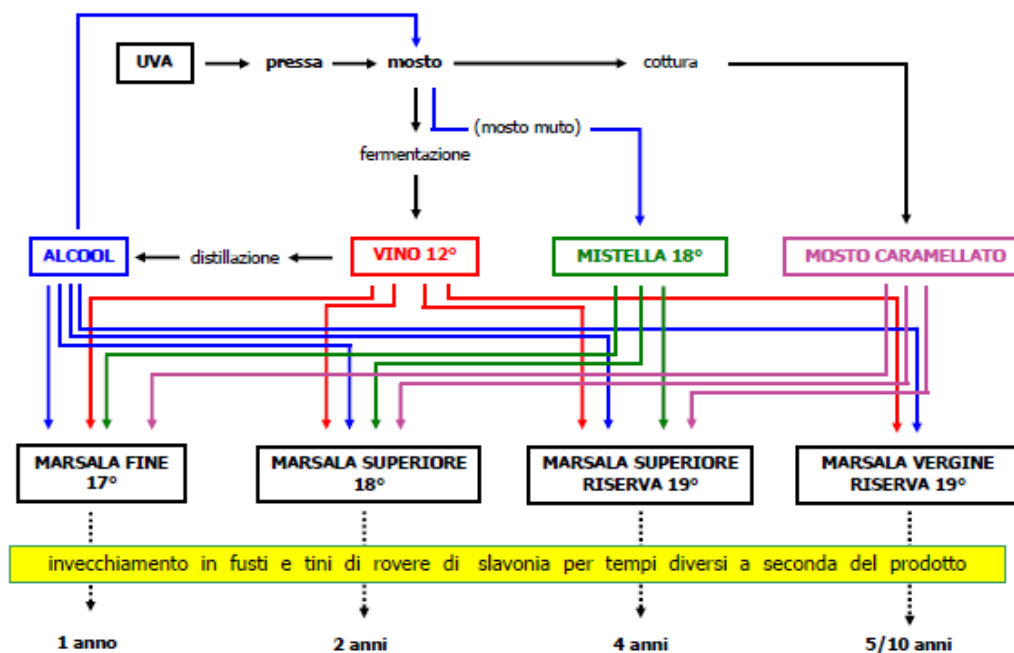 UVA
pressa
mosto
cottura
(mosto muto)
fermentazione
ALCOOL
distillazione
VINO 12°
MISTELLA 18°
MOSTO CARAMELLATO
MARSALA FINE
17°
MARSALA SUPERIORE
18°
MARSALA SUPERIORE
RISERVA 19°
MARSALA VERGINE
RISERVA 19°
invecchiamento in fusti e tini di rovere di slavonia per tempi diversi a seconda del prodotto
1 anno
2 anni
4 anni
5/10 anni